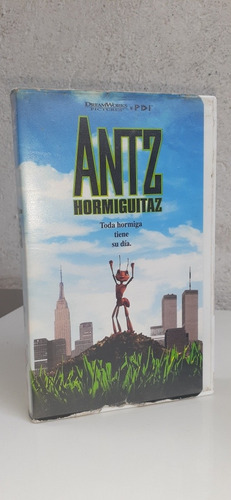 DREAMWORKS
PICTURES
PDI
ANTZ
HORMIGUITAZ
Toda hormiga
tiene
su día.